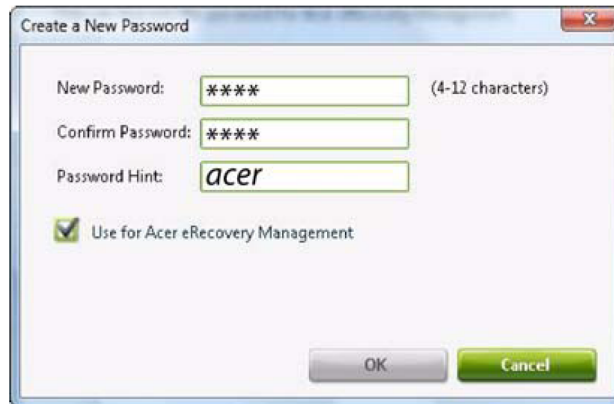 Create a New Password
New Password: **** (4-12 characters)
Confirm Password: ****
Password Hint: acer
Use for Acer eRecovery Management
OK Cancel